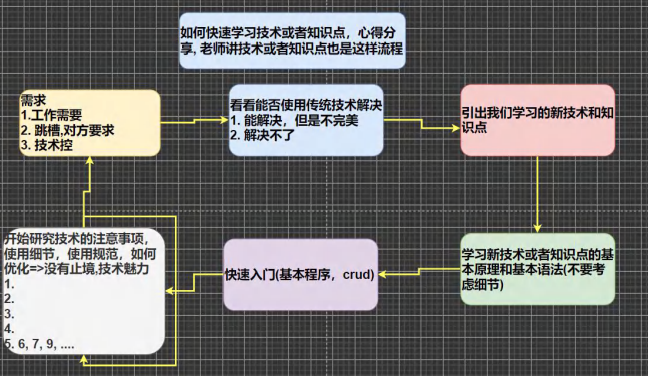 如何快速学习技术或者知识点，心得分
享, 老师讲技术或者知识点也是这样流程
需求
1.工作需要
2. 跳槽,对方要求
3. 技术控
看看能否使用传统技术解决
1. 能解决，但是不完美
2. 解决不了
引出我们学习的新技术和知
识点
学习新技术或者知识点的基
本原理和基本语法(不要考
虑细节)
快速入门(基本程序，crud)
开始研究技术的注意事项，
使用细节，使用规范，如何
优化=>没有止境,技术魅力
1.
2.
3.
4.
5. 6, 7, 9, ....